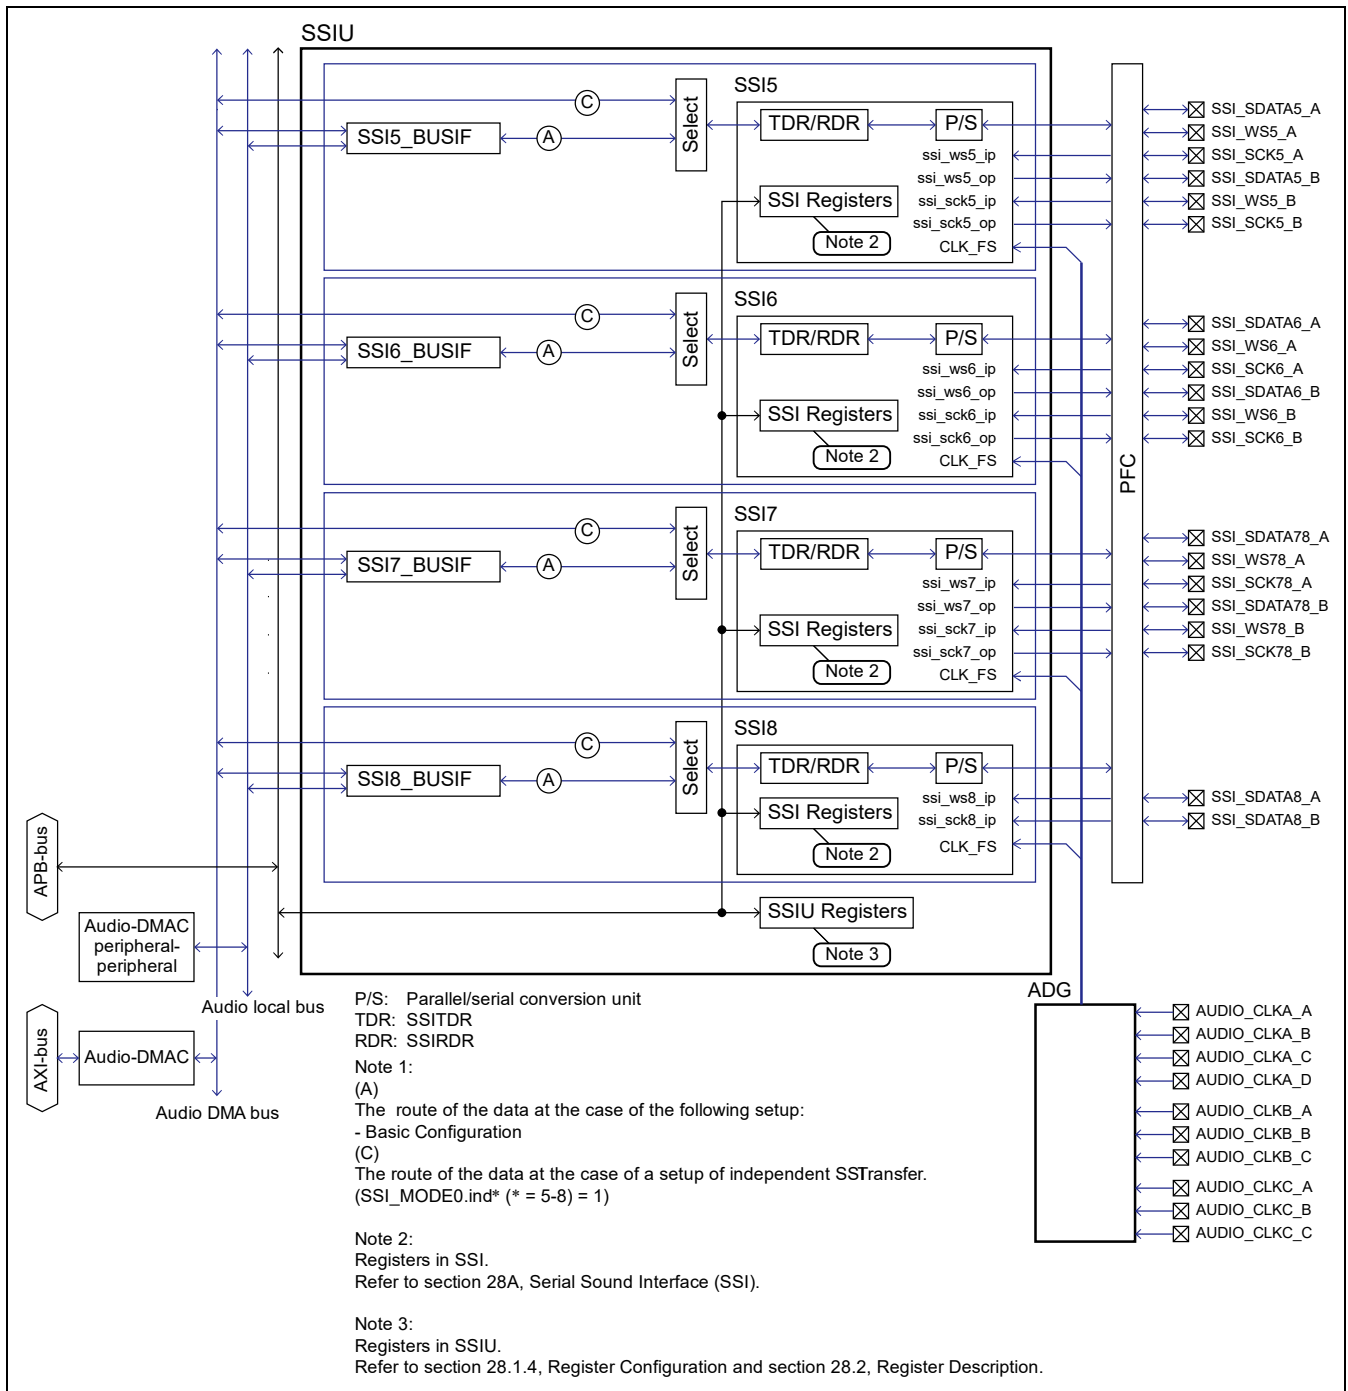 SSIU
SSI5
C
Select
SSI5_BUSIF
A
TDR/RDR
P/S
ssi_ws5_ip
ssi_ws5_op
SSI Registers
ssi_sck5_ip
ssi_sck5_op
Note 2
CLK_FS
SSI_SDATA5_A
SSI_WS5_A
SSI_SCK5_A
SSI_SDATA5_B
SSI_WS5_B
SSI_SCK5_B
SSI6
C
Select
SSI6_BUSIF
A
TDR/RDR
P/S
ssi_ws6_ip
ssi_ws6_op
SSI Registers
ssi_sck6_ip
ssi_sck6_op
Note 2
CLK_FS
SSI_SDATA6_A
SSI_WS6_A
SSI_SCK6_A
SSI_SDATA6_B
SSI_WS6_B
SSI_SCK6_B
PFC
SSI7
C
Select
SSI7_BUSIF
A
TDR/RDR
P/S
ssi_ws7_ip
ssi_ws7_op
SSI Registers
ssi_sck7_ip
ssi_sck7_op
Note 2
CLK_FS
SSI_SDATA78_A
SSI_WS78_A
SSI_SCK78_A
SSI_SDATA78_B
SSI_WS78_B
SSI_SCK78_B
SSI8
C
Select
SSI8_BUSIF
A
TDR/RDR
P/S
ssi_ws8_ip
SSI Registers
ssi_sck8_ip
Note 2
CLK_FS
SSI_SDATA8_A
SSI_SDATA8_B
APB-bus
SSIU Registers
Note 3
Audio-DMAC
peripheral-
peripheral
Audio local bus
AXI-bus
Audio-DMAC
Audio DMA bus
ADG
AUDIO_CLKA_A
AUDIO_CLKA_B
AUDIO_CLKA_C
AUDIO_CLKA_D
AUDIO_CLKB_A
AUDIO_CLKB_B
AUDIO_CLKB_C
AUDIO_CLKC_A
AUDIO_CLKC_B
AUDIO_CLKC_C
P/S: Parallel/serial conversion unit
TDR: SSITDR
RDR: SSIRDR
Note 1:
(A)
The route of the data at the case of the following setup:
- Basic Configuration
(C)
The route of the data at the case of a setup of independent SSTransfer.
(SSI_MODE0.ind* (* = 5-8) = 1)
Note 2:
Registers in SSI.
Refer to section 28A, Serial Sound Interface (SSI).
Note 3:
Registers in SSIU.
Refer to section 28.1.4, Register Configuration and section 28.2, Register Description.